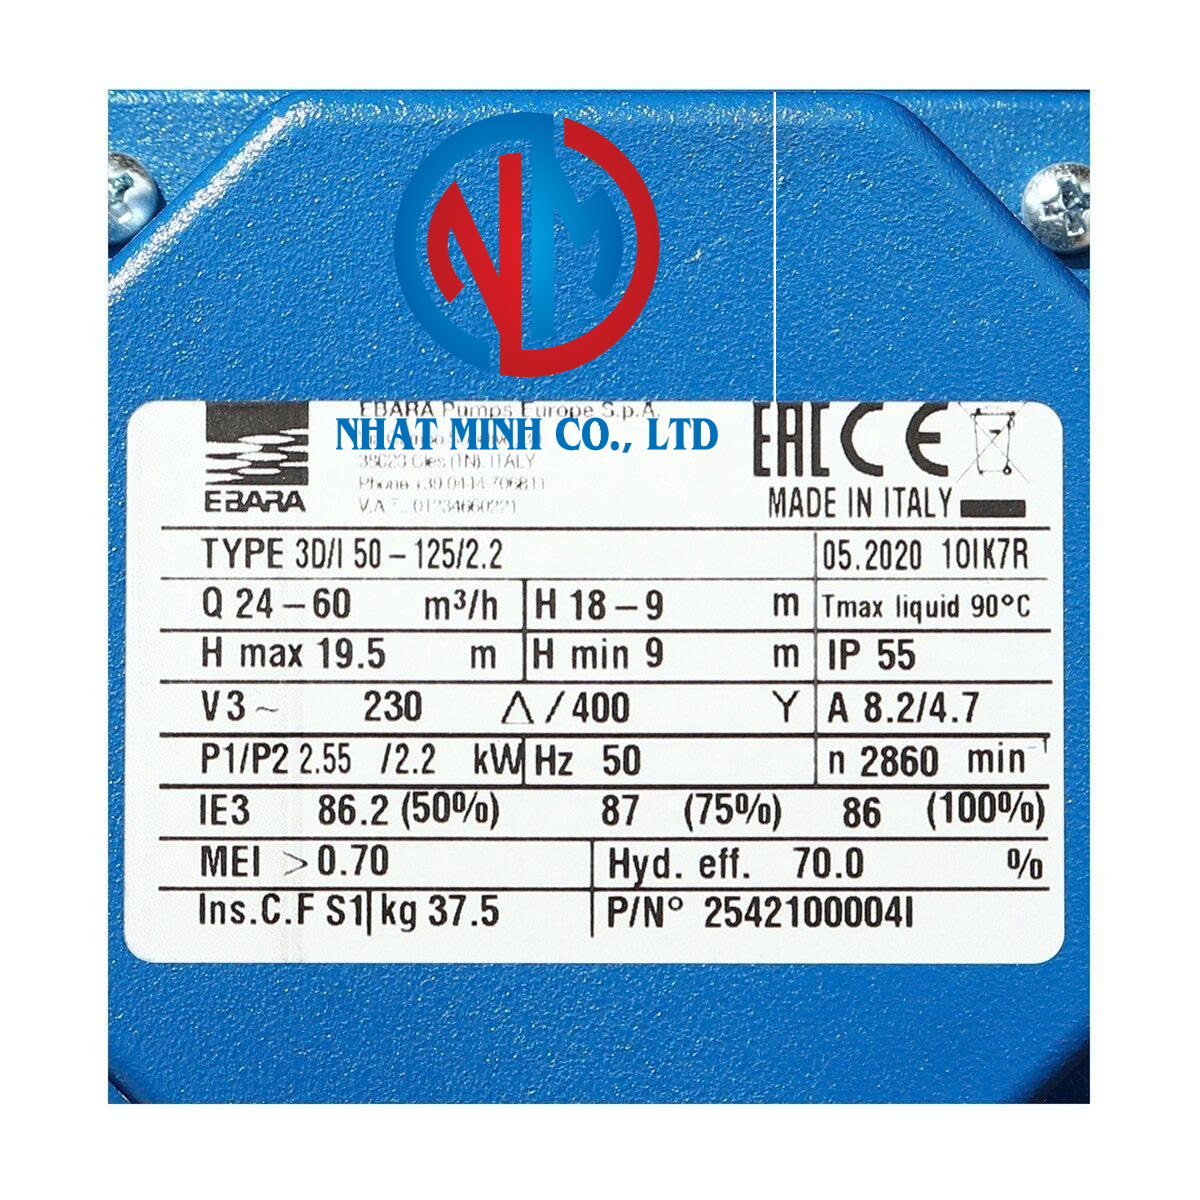 NM
EBARA Pumps Europe S.p.A.
NHAT MINH CO., LTD
38023 Cles (TN), ITALY
Phone +39 0444 706811
V.A.T. 01234660221
EBARA
EAC CE
MADE IN ITALY
TYPE 3D/I 50 – 125/2.2 05.2020 10IK7R
Q 24 – 60 m³/h H 18 – 9 m Tmax liquid 90°C
H max 19.5 m H min 9 m IP 55
V 3 ~ 230 △ / 400 Y A 8.2/4.7
P1/P2 2.55 /2.2 kW Hz 50 n 2860 min⁻¹
IE3 86.2 (50%) 87 (75%) 86 (100%)
MEI > 0.70 Hyd. eff. 70.0 %
Ins.C.F S1 kg 37.5 P/N° 2542100004I